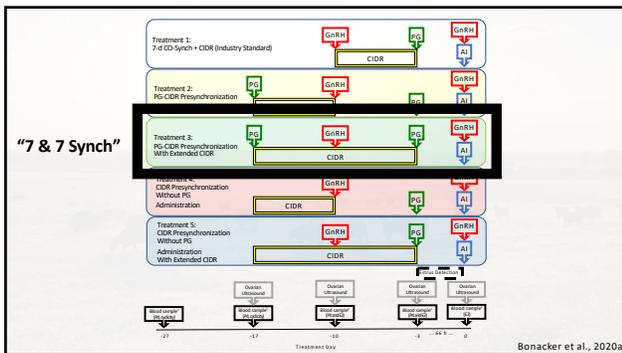 Treatment 1:
7-d CO-Synch + CIDR (Industry Standard)
GnRH
PG
GnRH
CIDR
AI
Treatment 2:
PG-CIDR Presynchronization
PG
GnRH
PG
GnRH
AI
"7 & 7 Synch"
Treatment 3:
PG-CIDR Presynchronization
With Extended CIDR
PG
GnRH
PG
GnRH
CIDR
AI
Treatment 4:
CIDR Presynchronization
Without PG
Administration
GnRH
CIDR
PG
GnRH
AI
Treatment 5:
CIDR Presynchronization
Without PG
Administration
With Extended CIDR
GnRH
PG
GnRH
CIDR
AI
Estrus Detection
Ovarian
Ultrasound
Ovarian
Ultrasound
Ovarian
Ultrasound
Ovarian
Ultrasound
Blood sample
Blood sample
Blood sample
Blood sample
Blood sample
-27
-17
-10
-3
... 66 h ...
0
Treatment Day
Bonacker et al., 2020a